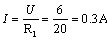 I = U/R₁ = 6/20 = 0.3A